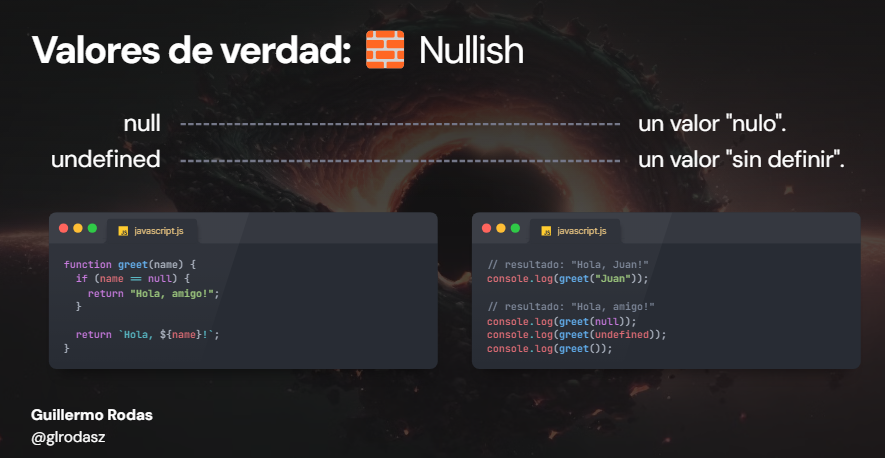 Valores de verdad: 🧱 Nullish
null ------------------------ un valor "nulo".
undefined ------------------------ un valor "sin definir".
JS javascript.js
function greet(name) {
  if (name == null) {
    return "Hola, amigo!";
  }

  return `Hola, ${name}!`;
}
JS javascript.js
// resultado: "Hola, Juan!"
console.log(greet("Juan"));

// resultado: "Hola, amigo!"
console.log(greet(null));
console.log(greet(undefined));
console.log(greet());
Guillermo Rodas
@glrodasz